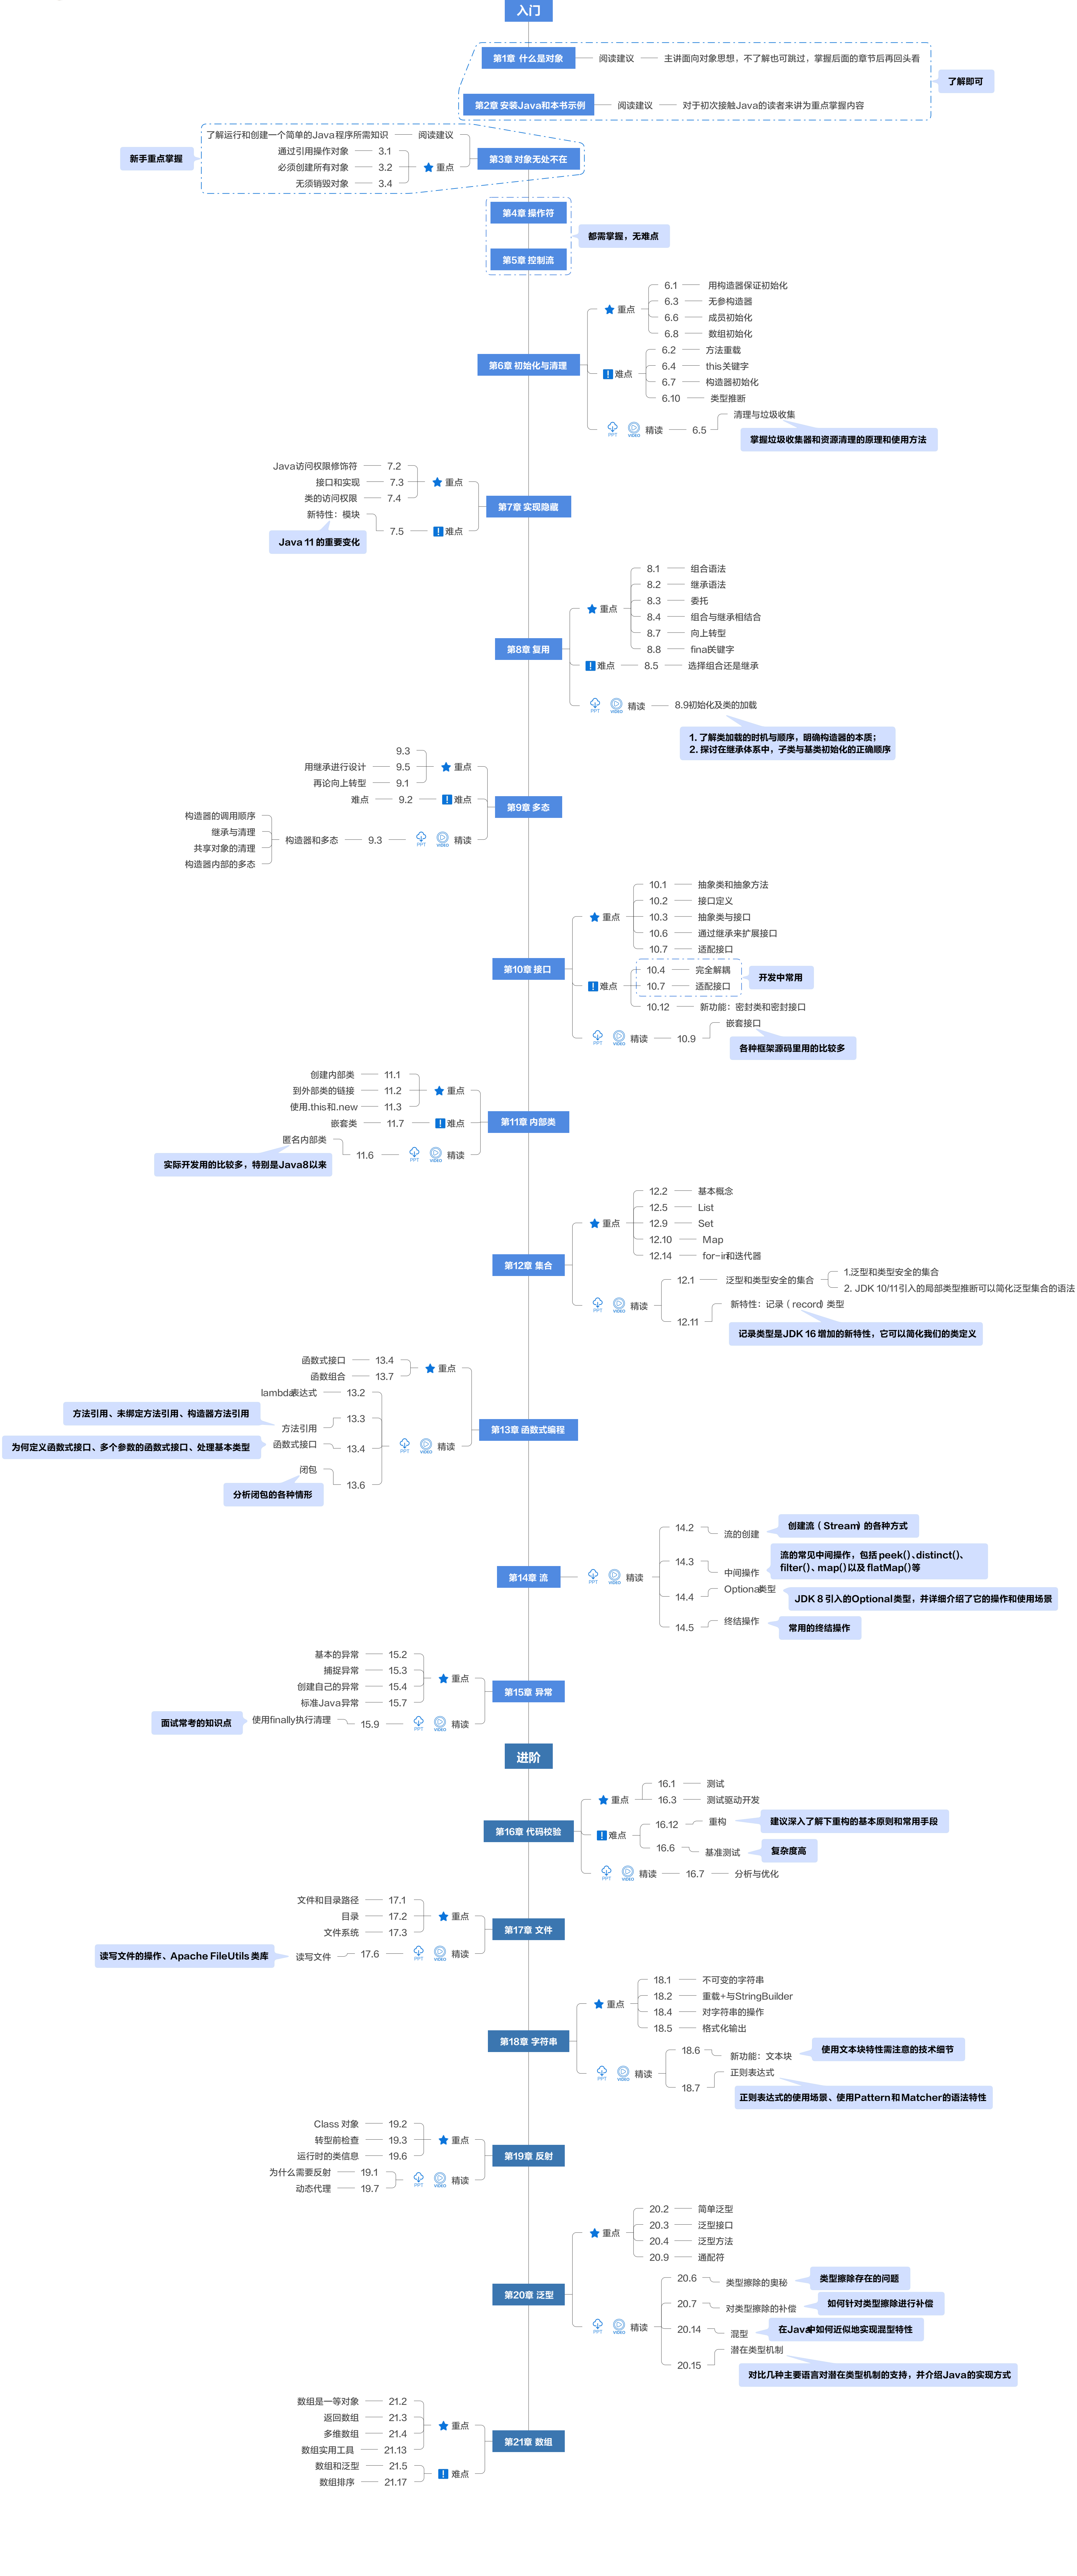 入门
第1章 什么是对象
阅读建议
主讲面向对象思想，不了解也可跳过，掌握后面的章节后再回头看
了解即可
第2章 安装Java和本书示例
阅读建议
对于初次接触Java的读者来讲为重点掌握内容
第3章 对象无处不在
阅读建议
了解运行和创建一个简单的Java程序所需知识
重点
3.1
通过引用操作对象
3.2
必须创建所有对象
3.4
无须销毁对象
新手重点掌握
第4章 操作符
第5章 控制流
都需掌握，无难点
第6章 初始化与清理
重点
6.1
用构造器保证初始化
6.3
无参构造器
6.6
成员初始化
6.8
数组初始化
难点
6.2
方法重载
6.4
this关键字
6.7
构造器初始化
6.10
类型推断
PPT
VIDEO
精读
6.5
清理与垃圾收集
掌握垃圾收集器和资源清理的原理和使用方法
第7章 实现隐藏
重点
7.2
Java访问权限修饰符
7.3
接口和实现
7.4
类的访问权限
难点
7.5
新特性：模块
Java 11 的重要变化
第8章 复用
重点
8.1
组合语法
8.2
继承语法
8.3
委托
8.4
组合与继承相结合
8.7
向上转型
8.8
final关键字
难点
8.5
选择组合还是继承
PPT
VIDEO
精读
8.9初始化及类的加载
1. 了解类加载的时机与顺序，明确构造器的本质；
2. 探讨在继承体系中，子类与基类初始化的正确顺序
第9章 多态
重点
9.3
9.5
用继承进行设计
9.1
再论向上转型
难点
9.2
难点
PPT
VIDEO
精读
9.3
构造器和多态
构造器的调用顺序
继承与清理
共享对象的清理
构造器内部的多态
第10章 接口
重点
10.1
抽象类和抽象方法
10.2
接口定义
10.3
抽象类与接口
10.6
通过继承来扩展接口
10.7
适配接口
难点
10.4
完全解耦
10.7
适配接口
开发中常用
10.12
新功能：密封类和密封接口
PPT
VIDEO
精读
10.9
嵌套接口
各种框架源码里用的比较多
第11章 内部类
重点
11.1
创建内部类
11.2
到外部类的链接
11.3
使用.this和.new
难点
11.7
嵌套类
PPT
VIDEO
精读
11.6
匿名内部类
实际开发用的比较多，特别是Java8以来
第12章 集合
重点
12.2
基本概念
12.5
List
12.9
Set
12.10
Map
12.14
for-in和迭代器
PPT
VIDEO
精读
12.1
泛型和类型安全的集合
1.泛型和类型安全的集合
2. JDK 10/11引入的局部类型推断可以简化泛型集合的语法
12.11
新特性：记录（record）类型
记录类型是JDK 16 增加的新特性，它可以简化我们的类定义
第13章 函数式编程
重点
13.4
函数式接口
13.7
函数组合
PPT
VIDEO
精读
13.2
lambda表达式
13.3
方法引用
方法引用、未绑定方法引用、构造器方法引用
13.4
函数式接口
为何定义函数式接口、多个参数的函数式接口、处理基本类型
13.6
闭包
分析闭包的各种情形
第14章 流
PPT
VIDEO
精读
14.2
流的创建
创建流（Stream）的各种方式
14.3
中间操作
流的常见中间操作，包括 peek()、distinct()、
filter()、map()以及 flatMap()等
14.4
Optional类型
JDK 8 引入的Optional类型，并详细介绍了它的操作和使用场景
14.5
终结操作
常用的终结操作
第15章 异常
重点
15.2
基本的异常
15.3
捕捉异常
15.4
创建自己的异常
15.7
标准Java异常
PPT
VIDEO
精读
15.9
使用finally执行清理
面试常考的知识点
进阶
第16章 代码校验
重点
16.1
测试
16.3
测试驱动开发
难点
16.12
重构
建议深入了解下重构的基本原则和常用手段
16.6
基准测试
复杂度高
PPT
VIDEO
精读
16.7
分析与优化
第17章 文件
重点
17.1
文件和目录路径
17.2
目录
17.3
文件系统
PPT
VIDEO
精读
17.6
读写文件
读写文件的操作、Apache FileUtils 类库
第18章 字符串
重点
18.1
不可变的字符串
18.2
重载+与StringBuilder
18.4
对字符串的操作
18.5
格式化输出
PPT
VIDEO
精读
18.6
新功能：文本块
使用文本块特性需注意的技术细节
18.7
正则表达式
正则表达式的使用场景、使用Pattern 和 Matcher的语法特性
第19章 反射
重点
19.2
Class 对象
19.3
转型前检查
19.6
运行时的类信息
PPT
VIDEO
精读
19.1
为什么需要反射
19.7
动态代理
第20章 泛型
重点
20.2
简单泛型
20.3
泛型接口
20.4
泛型方法
20.9
通配符
PPT
VIDEO
精读
20.6
类型擦除的奥秘
类型擦除存在的问题
20.7
对类型擦除的补偿
如何针对类型擦除进行补偿
20.14
混型
在Java中如何近似地实现混型特性
20.15
潜在类型机制
对比几种主要语言对潜在类型机制的支持，并介绍Java的实现方式
第21章 数组
重点
21.2
数组是一等对象
21.3
返回数组
21.4
多维数组
21.13
数组实用工具
难点
21.5
数组和泛型
21.17
数组排序